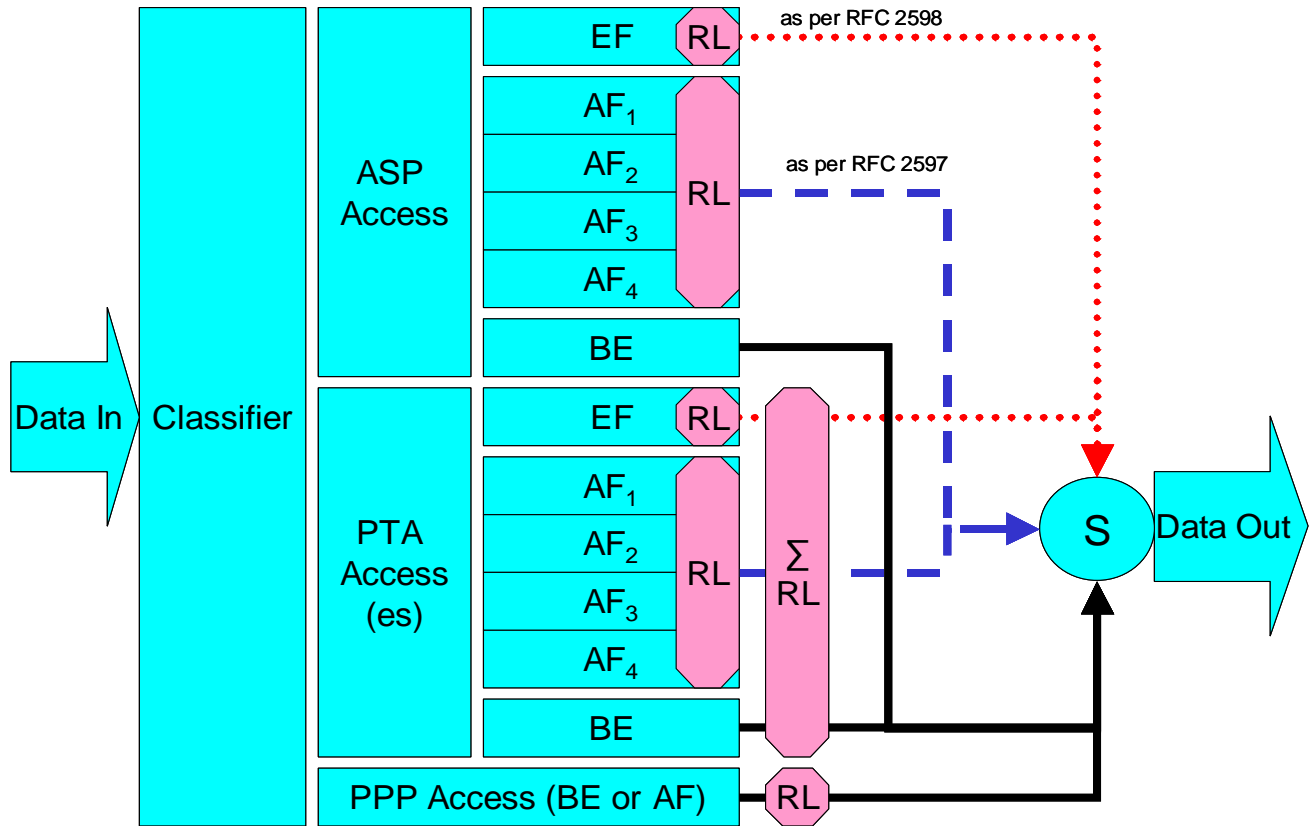 as per RFC 2598
EF
RL
AF1
AF2
AF3
AF4
RL
as per RFC 2597
ASP
Access
BE
Data In
Classifier
EF
RL
AF1
AF2
AF3
AF4
RL
PTA
Access
(es)
Σ
RL
S
Data Out
BE
PPP Access (BE or AF)
RL